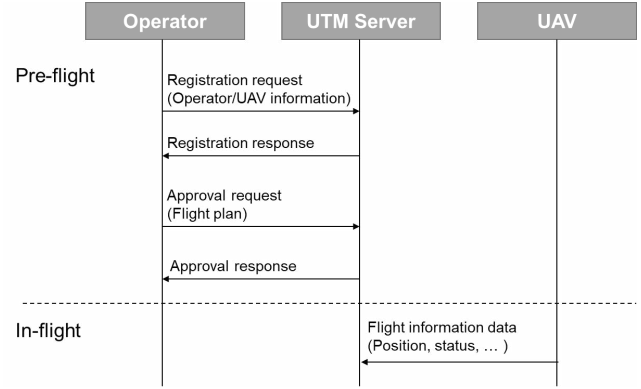 Operator
UTM Server
UAV
Pre-flight
Registration request
(Operator/UAV information)
Registration response
Approval request
(Flight plan)
Approval response
In-flight
Flight information data
(Position, status, … )